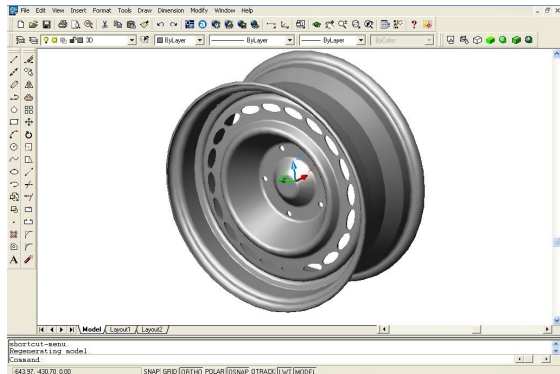 File Edit View Insert Format Tools Draw Dimension Modify Window Help
3D ByLayer ByLayer ByLayer ByColor
Model Layout1 Layout2
shortcut-menu.
Regenerating model.
Command:
643.97, -430.70, 0.00 SNAP GRID ORTHO POLAR OSNAP OTRACK LWT MODEL